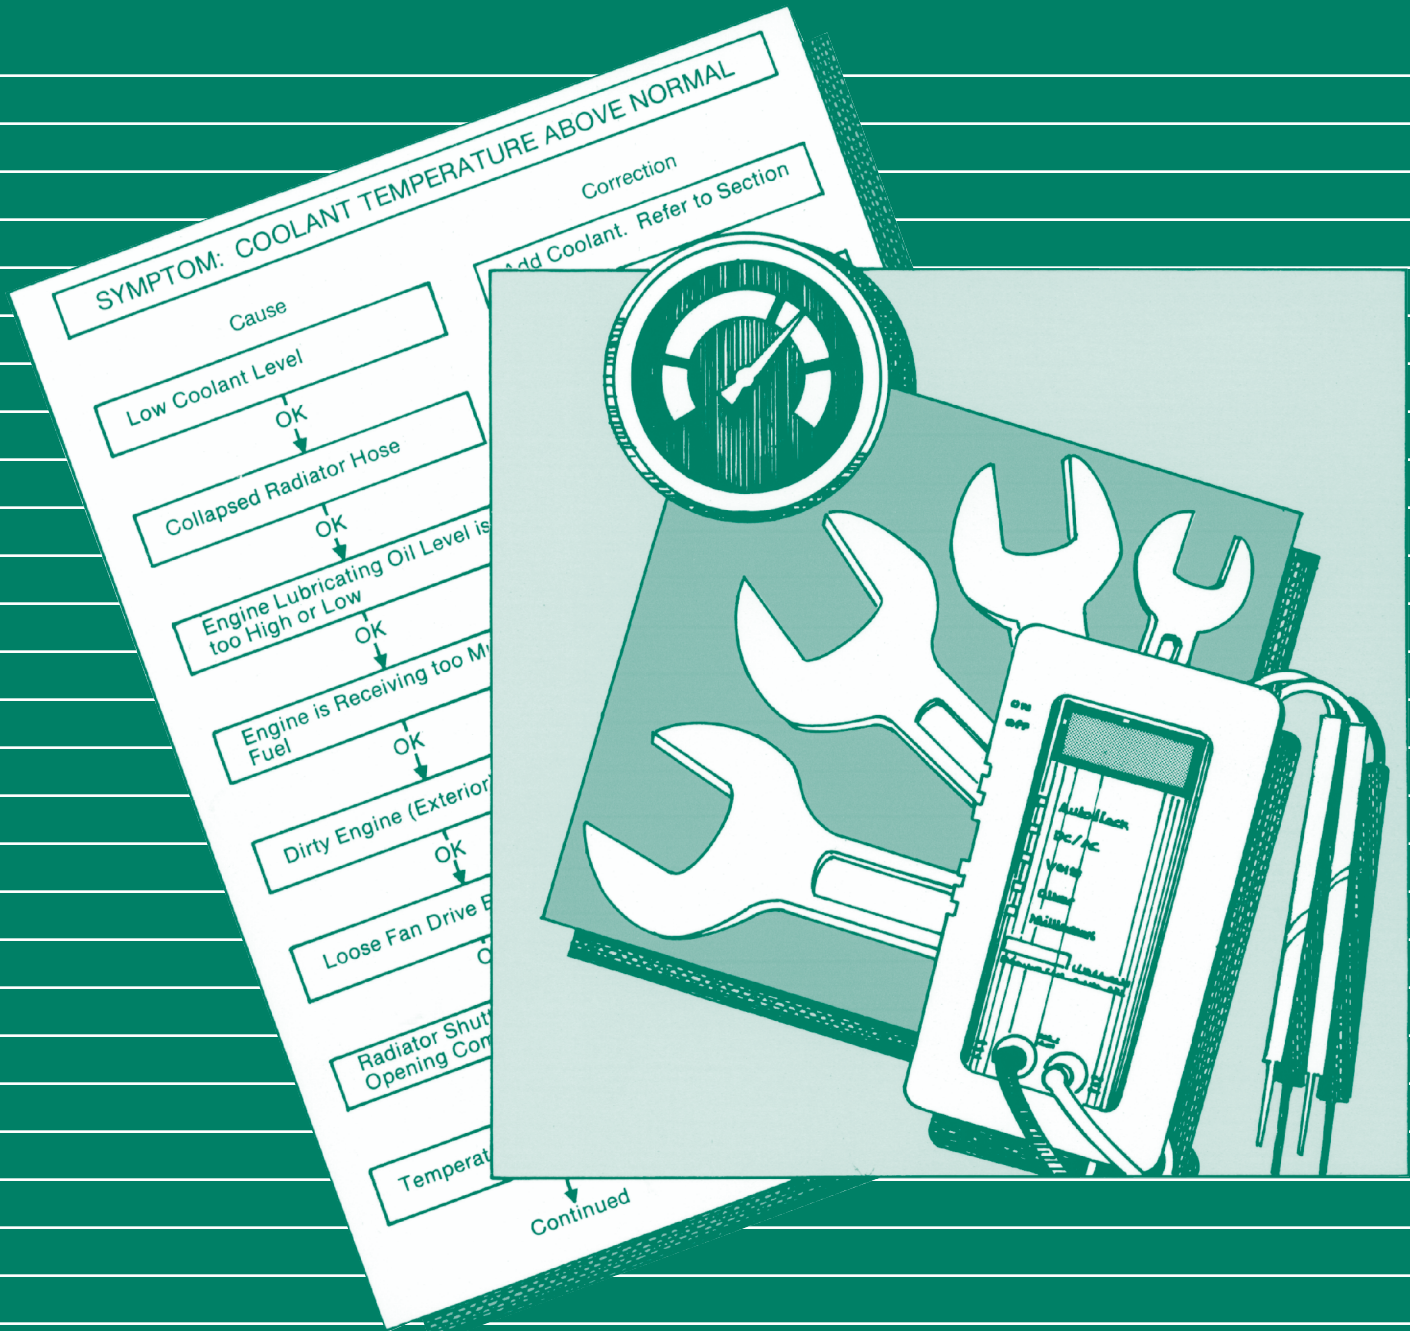 SYMPTOM: COOLANT TEMPERATURE ABOVE NORMAL
Cause
Correction
Low Coolant Level
Add Coolant. Refer to Section
OK
Collapsed Radiator Hose
OK
Engine Lubricating Oil Level is
too High or Low
OK
Engine is Receiving too
Fuel
OK
Dirty Engine (Exterior)
OK
Loose Fan Drive
Radiator
Opening
Continued
ON
OFF
DC/AC
Volts